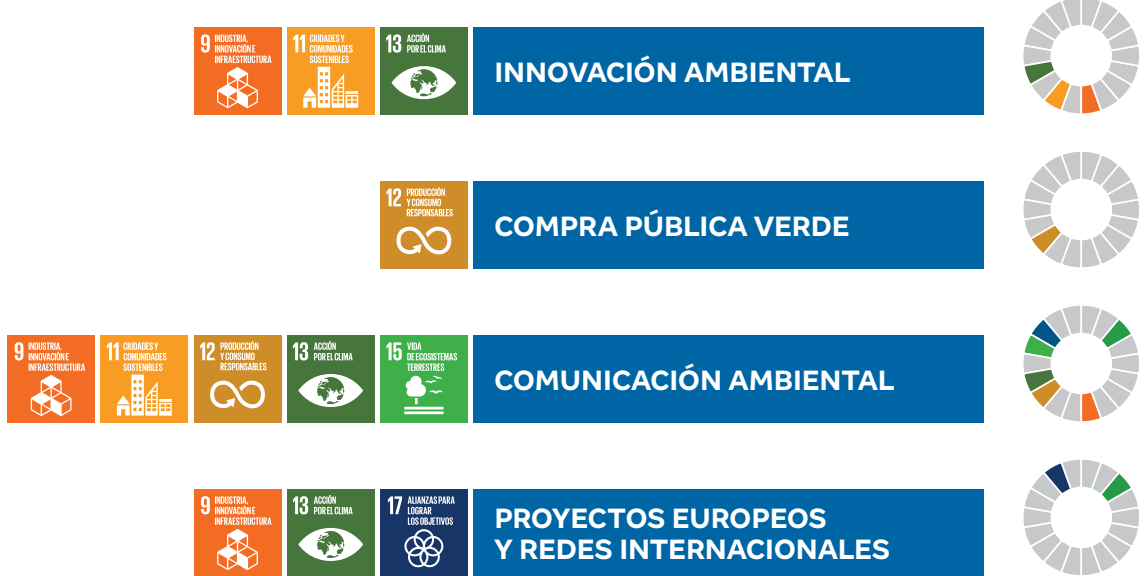 9 INDUSTRIA,
INNOVACIÓN E
INFRAESTRUCTURA
11 CIUDADES Y
COMUNIDADES
SOSTENIBLES
13 ACCIÓN
POR EL CLIMA
INNOVACIÓN AMBIENTAL
12 PRODUCCIÓN
Y CONSUMO
RESPONSABLES
COMPRA PÚBLICA VERDE
9 INDUSTRIA,
INNOVACIÓN E
INFRAESTRUCTURA
11 CIUDADES Y
COMUNIDADES
SOSTENIBLES
12 PRODUCCIÓN
Y CONSUMO
RESPONSABLES
13 ACCIÓN
POR EL CLIMA
15 VIDA
DE ECOSISTEMAS
TERRESTRES
COMUNICACIÓN AMBIENTAL
9 INDUSTRIA,
INNOVACIÓN E
INFRAESTRUCTURA
13 ACCIÓN
POR EL CLIMA
17 ALIANZAS PARA
LOGRAR
LOS OBJETIVOS
PROYECTOS EUROPEOS
Y REDES INTERNACIONALES